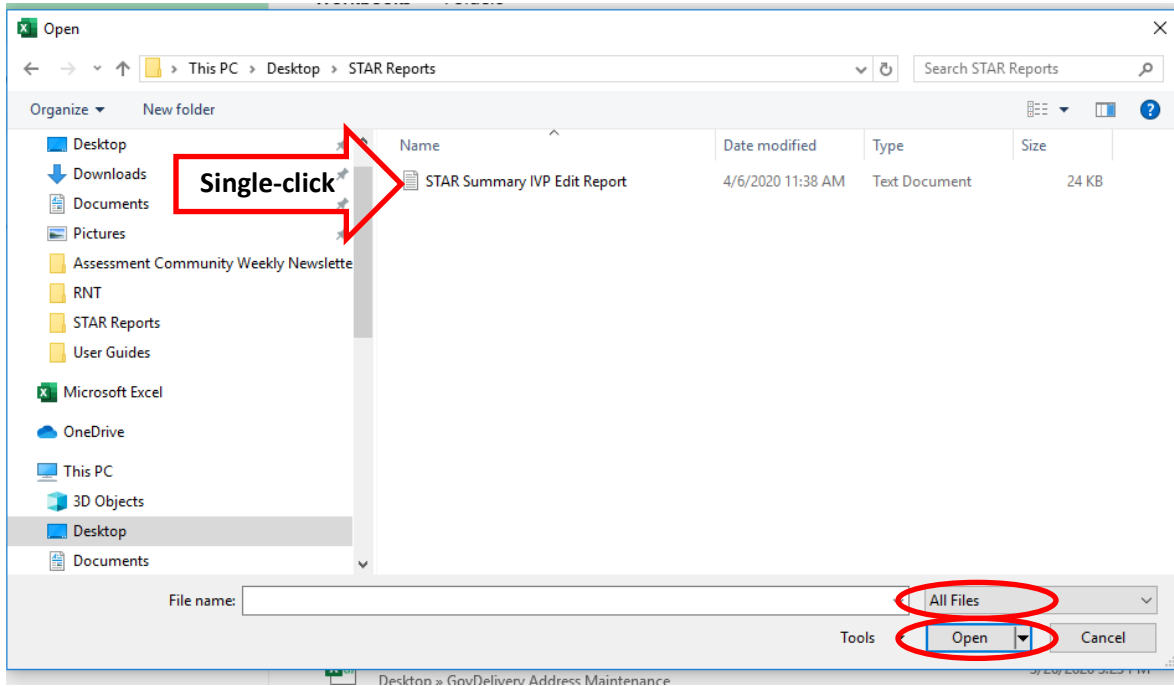 Open
This PC > Desktop > STAR Reports
Search STAR Reports
Organize
New folder
Name
Date modified
Type
Size
Desktop
Downloads
Documents
Pictures
Assessment Community Weekly Newslette
RNT
STAR Reports
User Guides
Microsoft Excel
OneDrive
This PC
3D Objects
Desktop
Documents
Single-click
STAR Summary IVP Edit Report
4/6/2020 11:38 AM
Text Document
24 KB
File name:
All Files
Tools
Open
Cancel
Desktop » GovDelivery Address Maintenance